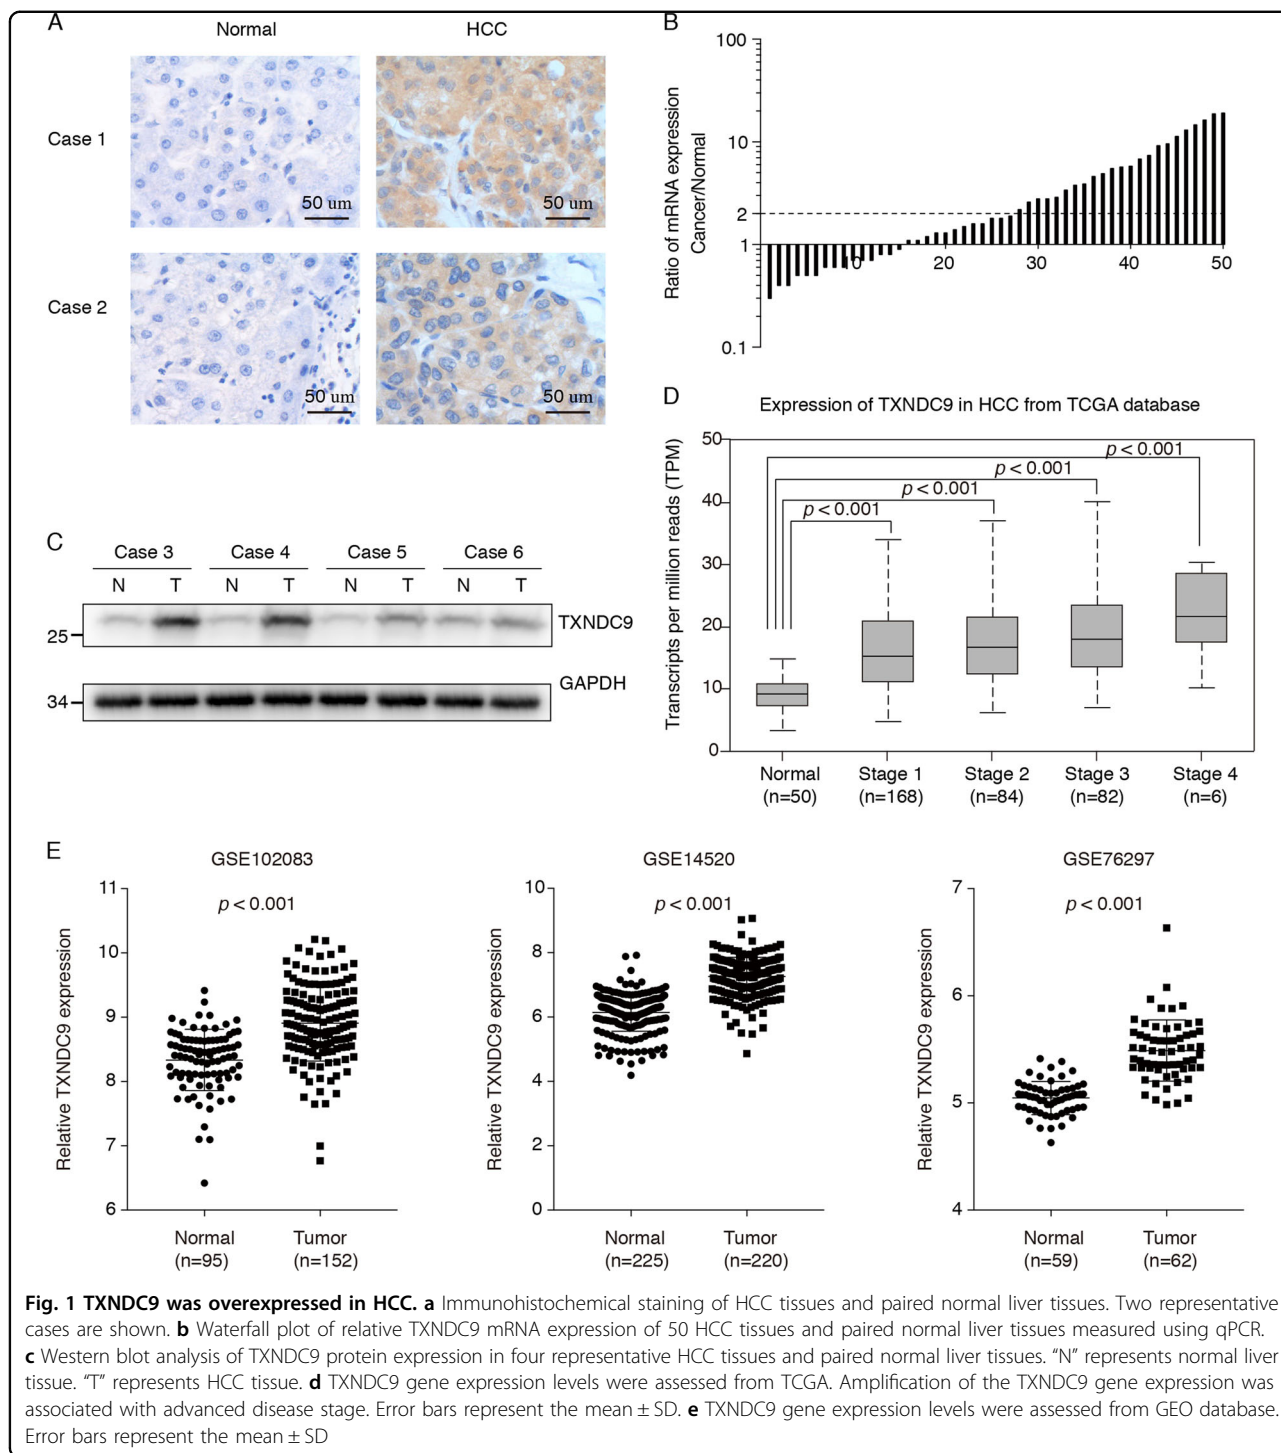 A
Normal
HCC
Case 1
50 um
50 um
Case 2
50 um
50 um
B
Ratio of mRNA expression
Cancer/Normal
100
10
2
1
0.1
10
20
30
40
50
C
Case 3
Case 4
Case 5
Case 6
N
T
N
T
N
T
N
T
TXNDC9
25
GAPDH
34
D
Expression of TXNDC9 in HCC from TCGA database
Transcripts per million reads (TPM)
50
40
30
20
10
0
p < 0.001
p < 0.001
p < 0.001
p < 0.001
Normal
(n=50)
Stage 1
(n=168)
Stage 2
(n=84)
Stage 3
(n=82)
Stage 4
(n=6)
E
GSE102083
p < 0.001
Relative TXNDC9 expression
11
10
9
8
7
6
Normal
(n=95)
Tumor
(n=152)
GSE14520
p < 0.001
Relative TXNDC9 expression
10
8
6
4
2
0
Normal
(n=225)
Tumor
(n=220)
GSE76297
p < 0.001
Relative TXNDC9 expression
7
6
5
4
Normal
(n=59)
Tumor
(n=62)
Fig. 1 TXNDC9 was overexpressed in HCC. a Immunohistochemical staining of HCC tissues and paired normal liver tissues. Two representative
cases are shown. b Waterfall plot of relative TXNDC9 mRNA expression of 50 HCC tissues and paired normal liver tissues measured using qPCR.
c Western blot analysis of TXNDC9 protein expression in four representative HCC tissues and paired normal liver tissues. “N” represents normal liver
tissue. “T” represents HCC tissue. d TXNDC9 gene expression levels were assessed from TCGA. Amplification of the TXNDC9 gene expression was
associated with advanced disease stage. Error bars represent the mean ± SD. e TXNDC9 gene expression levels were assessed from GEO database.
Error bars represent the mean ± SD